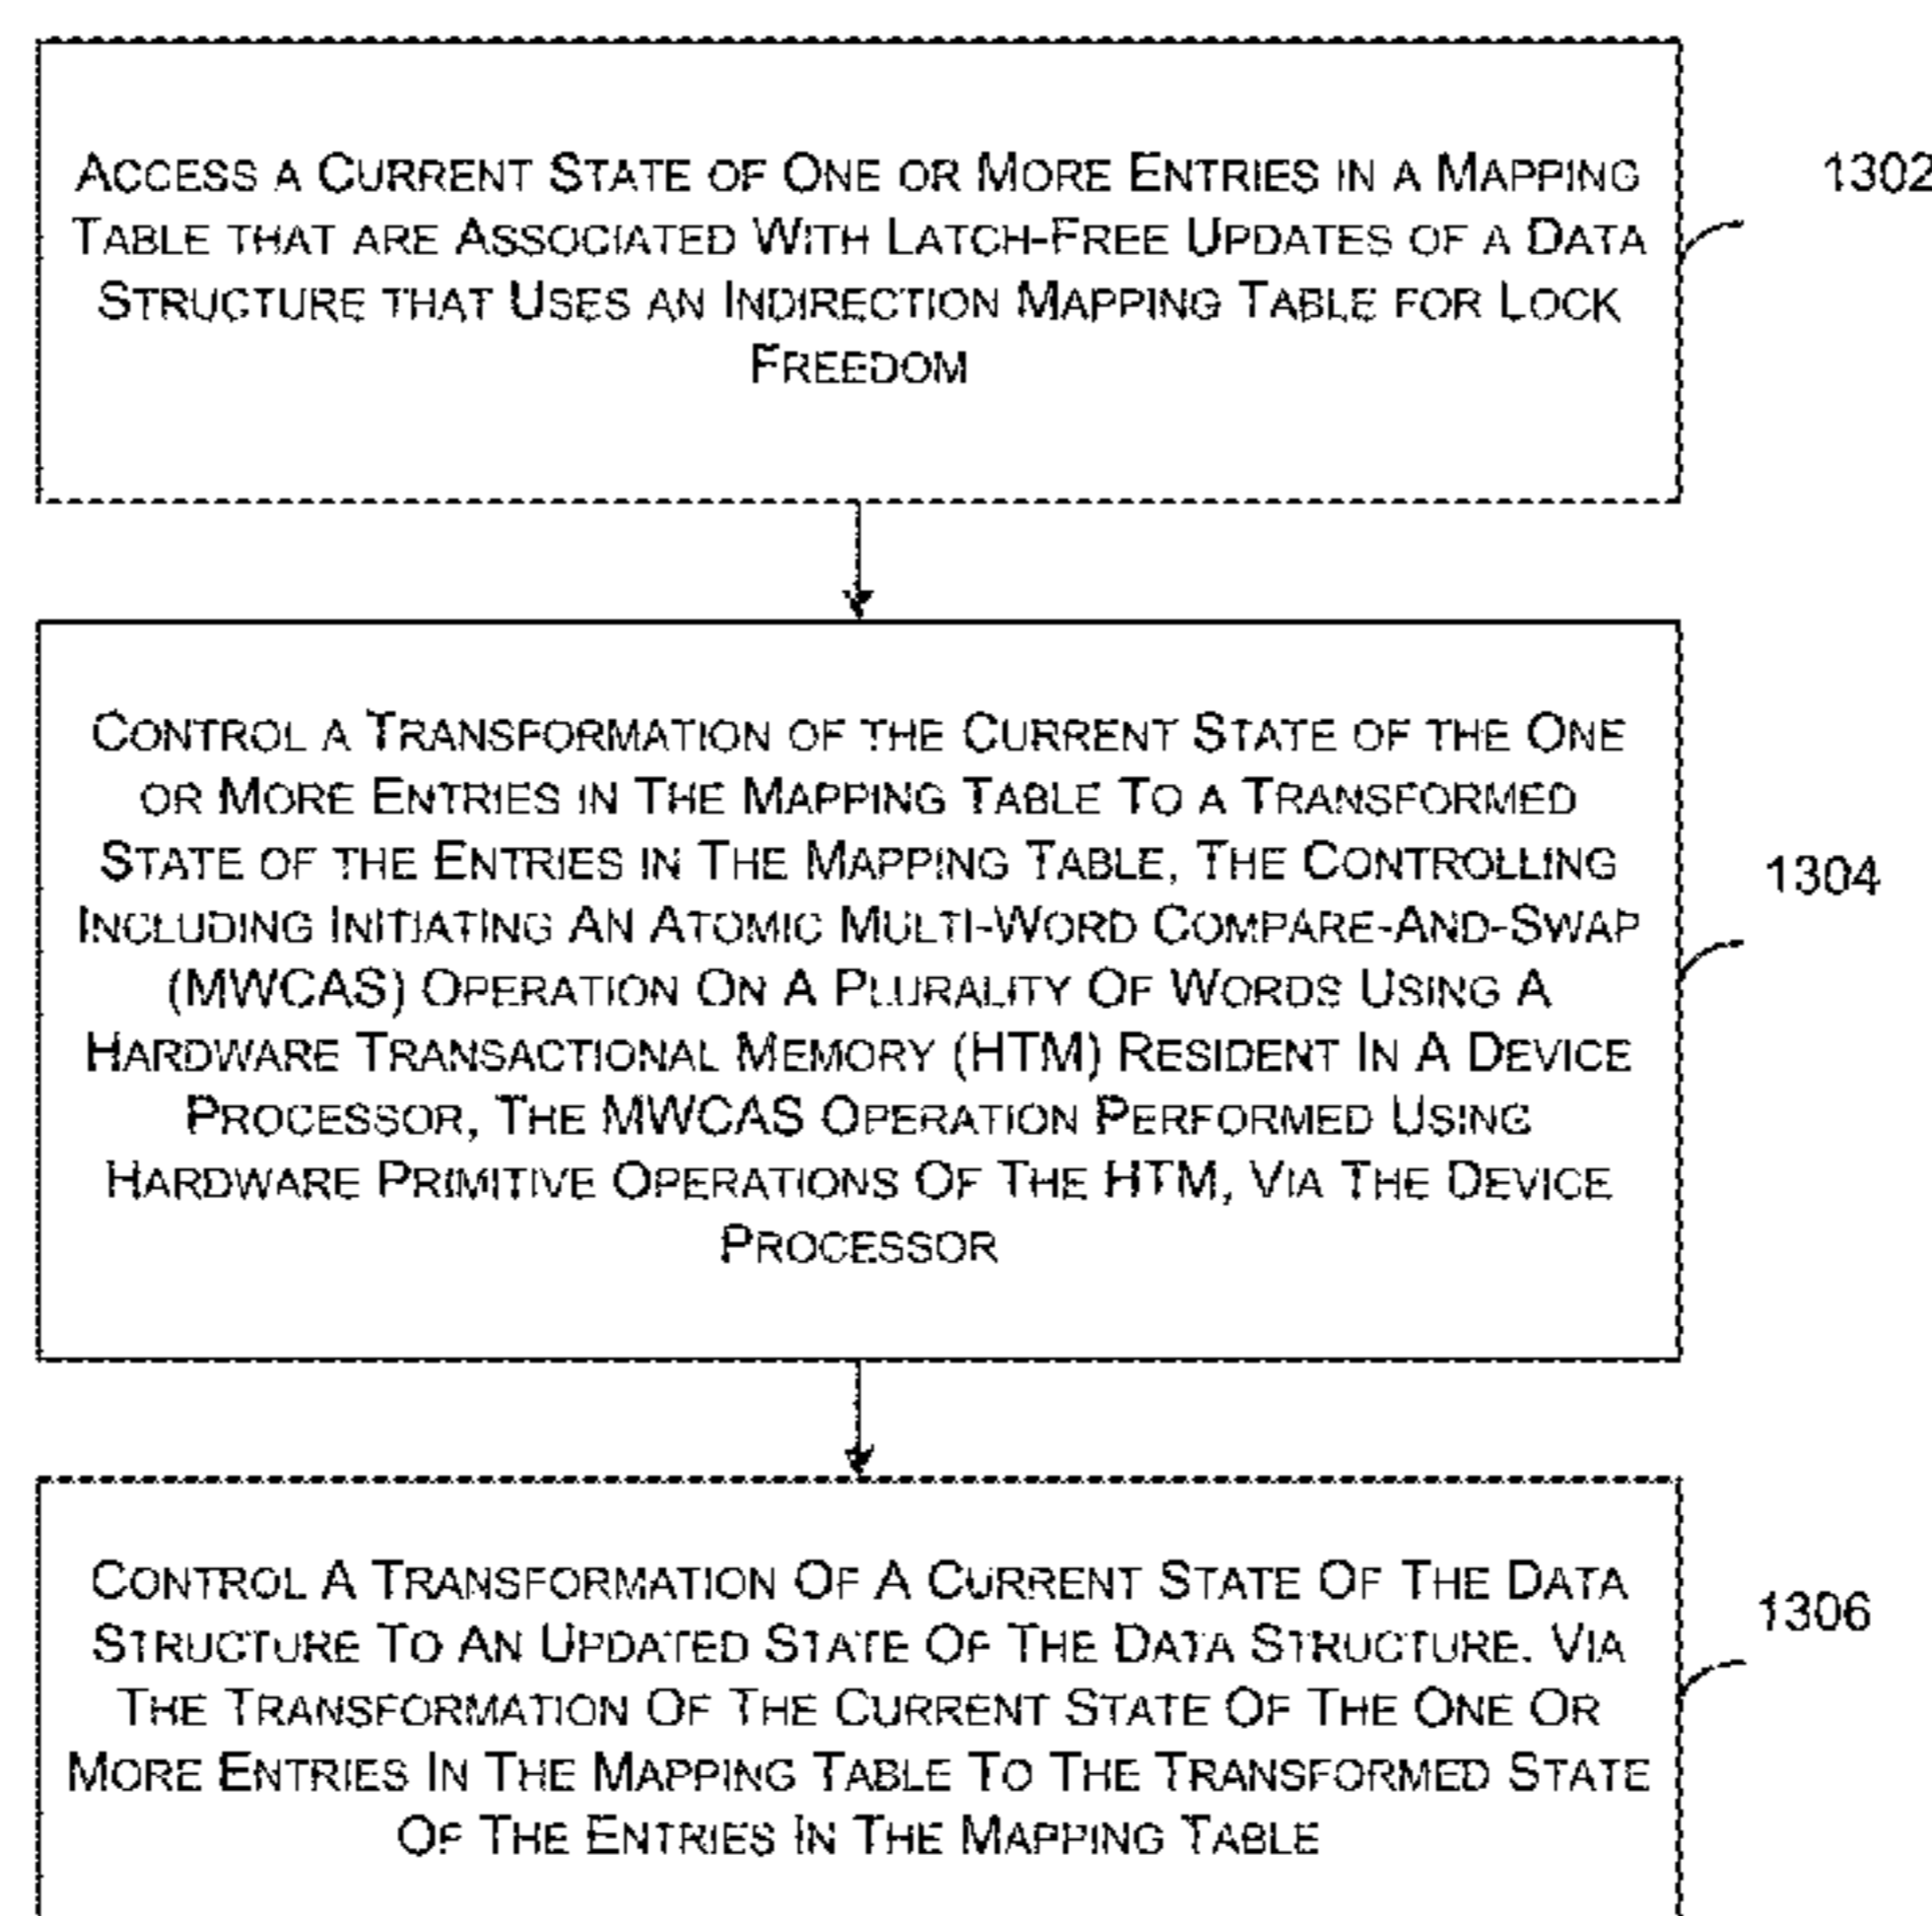 ACCESS A CURRENT STATE OF ONE OR MORE ENTRIES IN A MAPPING
TABLE THAT ARE ASSOCIATED WITH LATCH-FREE UPDATES OF A DATA
STRUCTURE THAT USES AN INDIRECTION MAPPING TABLE FOR LOCK
FREEDOM
1302
CONTROL A TRANSFORMATION OF THE CURRENT STATE OF THE ONE
OR MORE ENTRIES IN THE MAPPING TABLE TO A TRANSFORMED
STATE OF THE ENTRIES IN THE MAPPING TABLE, THE CONTROLLING
INCLUDING INITIATING AN ATOMIC MULTI-WORD COMPARE-AND-SWAP
(MWCAS) OPERATION ON A PLURALITY OF WORDS USING A
HARDWARE TRANSACTIONAL MEMORY (HTM) RESIDENT IN A DEVICE
PROCESSOR, THE MWCAS OPERATION PERFORMED USING
HARDWARE PRIMITIVE OPERATIONS OF THE HTM, VIA THE DEVICE
PROCESSOR
1304
CONTROL A TRANSFORMATION OF A CURRENT STATE OF THE DATA
STRUCTURE TO AN UPDATED STATE OF THE DATA STRUCTURE. VIA
THE TRANSFORMATION OF THE CURRENT STATE OF THE ONE OR
MORE ENTRIES IN THE MAPPING TABLE TO THE TRANSFORMED STATE
OF THE ENTRIES IN THE MAPPING TABLE
1306